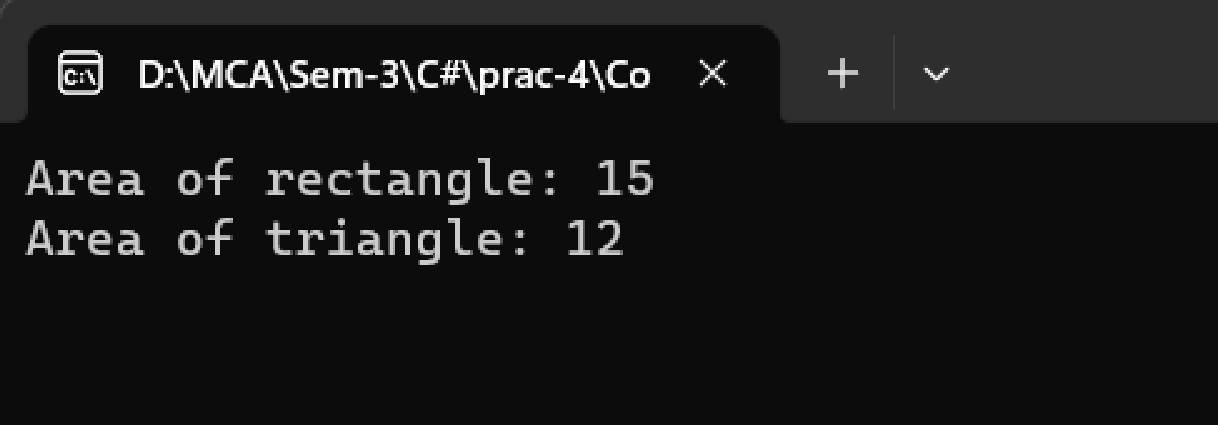 D:\MCA\Sem-3\C#\prac-4\Co
Area of rectangle: 15
Area of triangle: 12